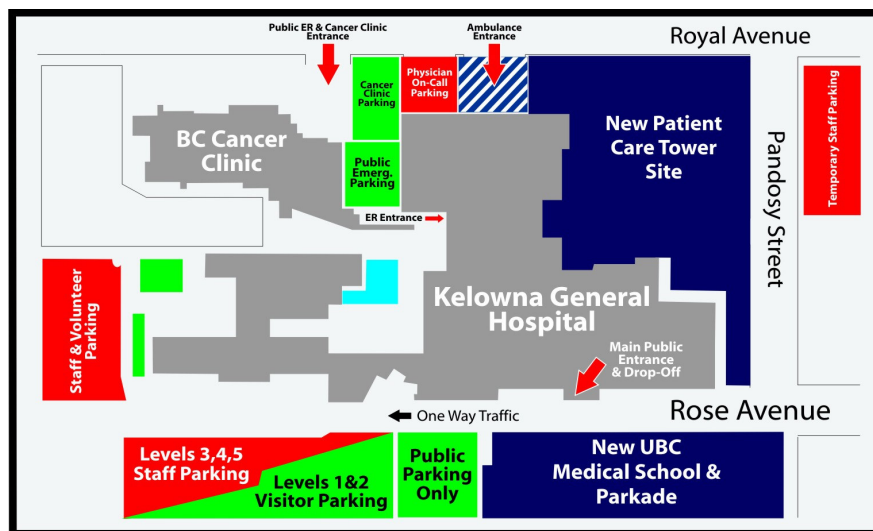 Public ER & Cancer Clinic
Entrance
Ambulance
Entrance
Royal Avenue
Cancer
Clinic
Parking
Physician
On-Call
Parking
BC Cancer
Clinic
Public
Emerg.
Parking
New Patient
Care Tower
Site
Temporary Staff Parking
Pandosy Street
ER Entrance
Staff & Volunteer
Parking
Kelowna General
Hospital
Main Public
Entrance
& Drop-Off
One Way Traffic
Rose Avenue
Levels 3,4,5
Staff Parking
Levels 1&2
Visitor Parking
Public
Parking
Only
New UBC
Medical School &
Parkade